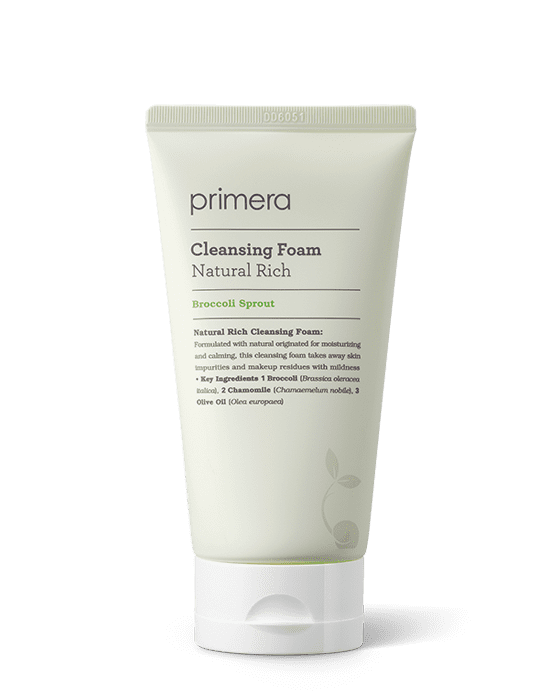 DD6051
primera
Cleansing Foam
Natural Rich
Broccoli Sprout
Natural Rich Cleansing Foam:
Formulated with natural originated for moisturizing
and calming, this cleansing foam takes away skin
impurities and makeup residues with mildness
• Key Ingredients 1 Broccoli (Brassica oleracea
italica), 2 Chamomile (Chamaemelum nobile), 3
Olive Oil (Olea europaea)